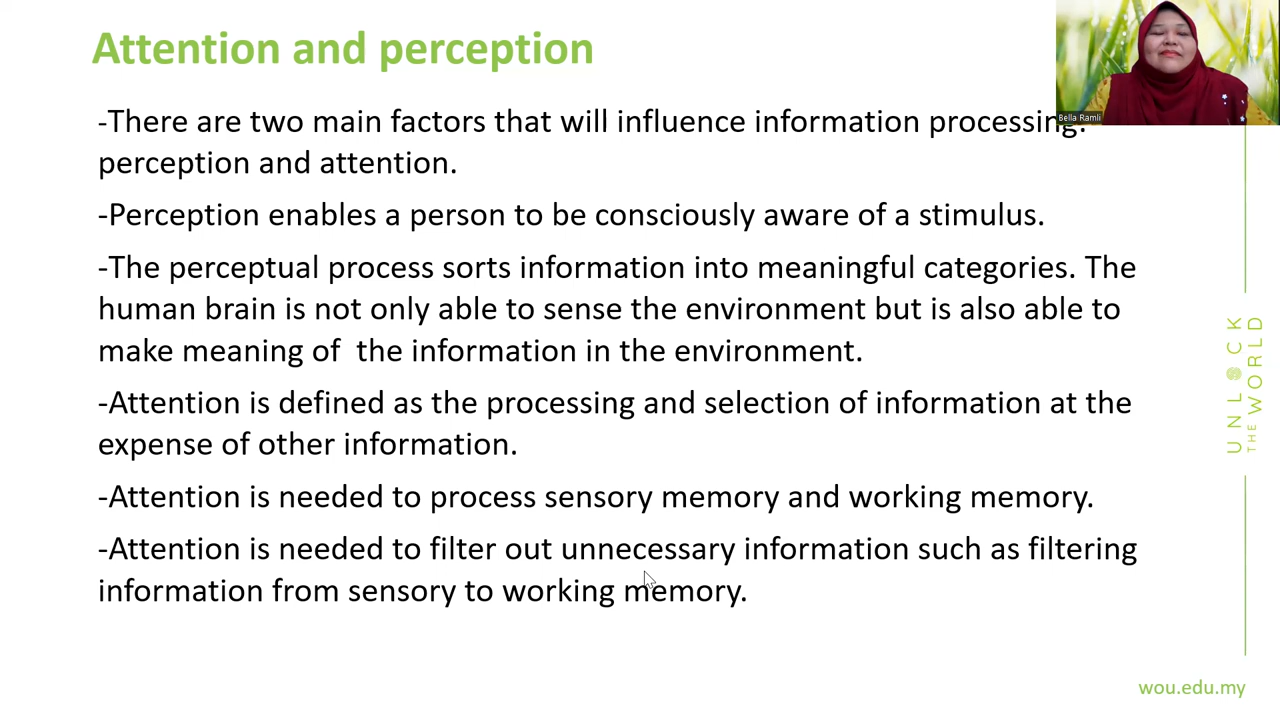 Attention and perception
-There are two main factors that will influence information processing:
perception and attention.
-Perception enables a person to be consciously aware of a stimulus.
-The perceptual process sorts information into meaningful categories. The
human brain is not only able to sense the environment but is also able to
make meaning of  the information in the environment.
-Attention is defined as the processing and selection of information at the
expense of other information.
-Attention is needed to process sensory memory and working memory.
-Attention is needed to filter out unnecessary information such as filtering
information from sensory to working memory.
Bella Ramli
UNLOCK
THE WORLD
wou.edu.my